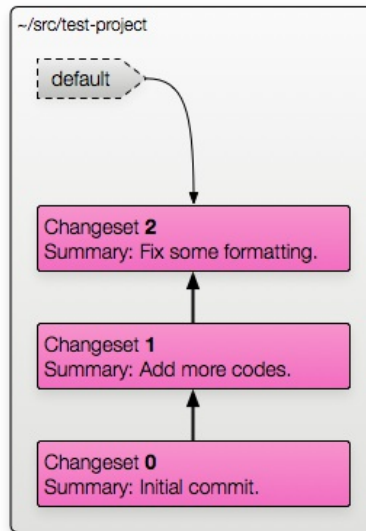 ~/src/test-project
default
Changeset 2
Summary: Fix some formatting.
Changeset 1
Summary: Add more codes.
Changeset 0
Summary: Initial commit.